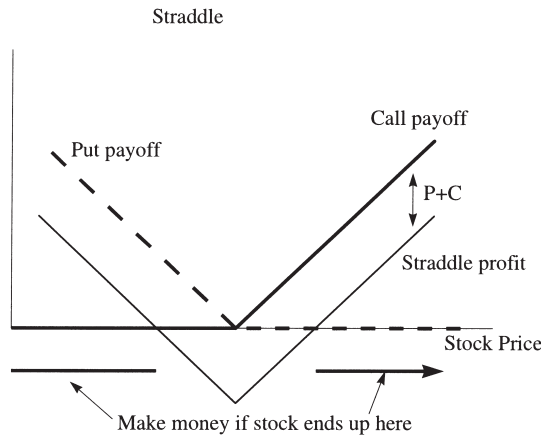 Straddle
Call payoff
Put payoff
P+C
Straddle profit
Stock Price
Make money if stock ends up here